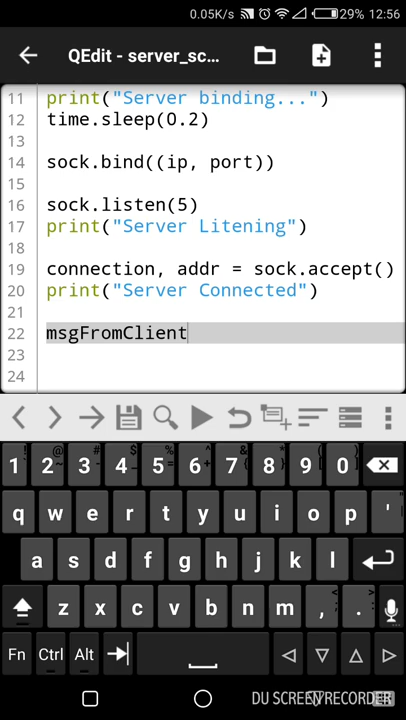 0.05K/s 29% 12:56
QEdit - server_sc...
11 print("Server binding...")
12 time.sleep(0.2)
13
14 sock.bind((ip, port))
15
16 sock.listen(5)
17 print("Server Litening")
18
19 connection, addr = sock.accept()
20 print("Server Connected")
21
22 msgFromClient
23
24
1 2 3 4 5 6 7 8 9 0
q w e r t y u i o p '
a s d f g h j k l
z x c v b n m , .
Fn Ctrl Alt
DU SCREEN RECORDER